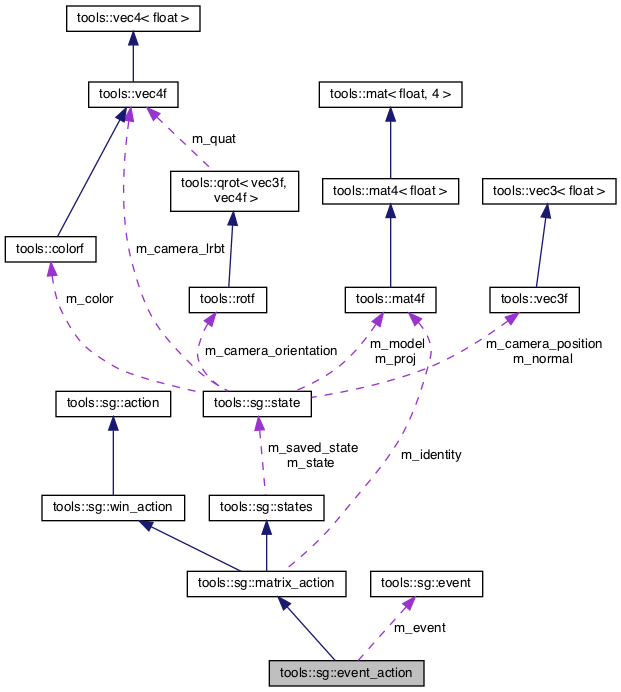 tools::vec4< float >
tools::vec4f
tools::mat< float, 4 >
m_quat
tools::qrot< vec3f,
vec4f >
tools::mat4< float >
tools::vec3< float >
tools::colorf
m_camera_lrbt
m_color
tools::rotf
tools::mat4f
tools::vec3f
m_camera_orientation
m_model
m_proj
m_camera_position
m_normal
tools::sg::action
tools::sg::state
m_saved_state
m_state
m_identity
tools::sg::win_action
tools::sg::states
tools::sg::matrix_action
tools::sg::event
m_event
tools::sg::event_action